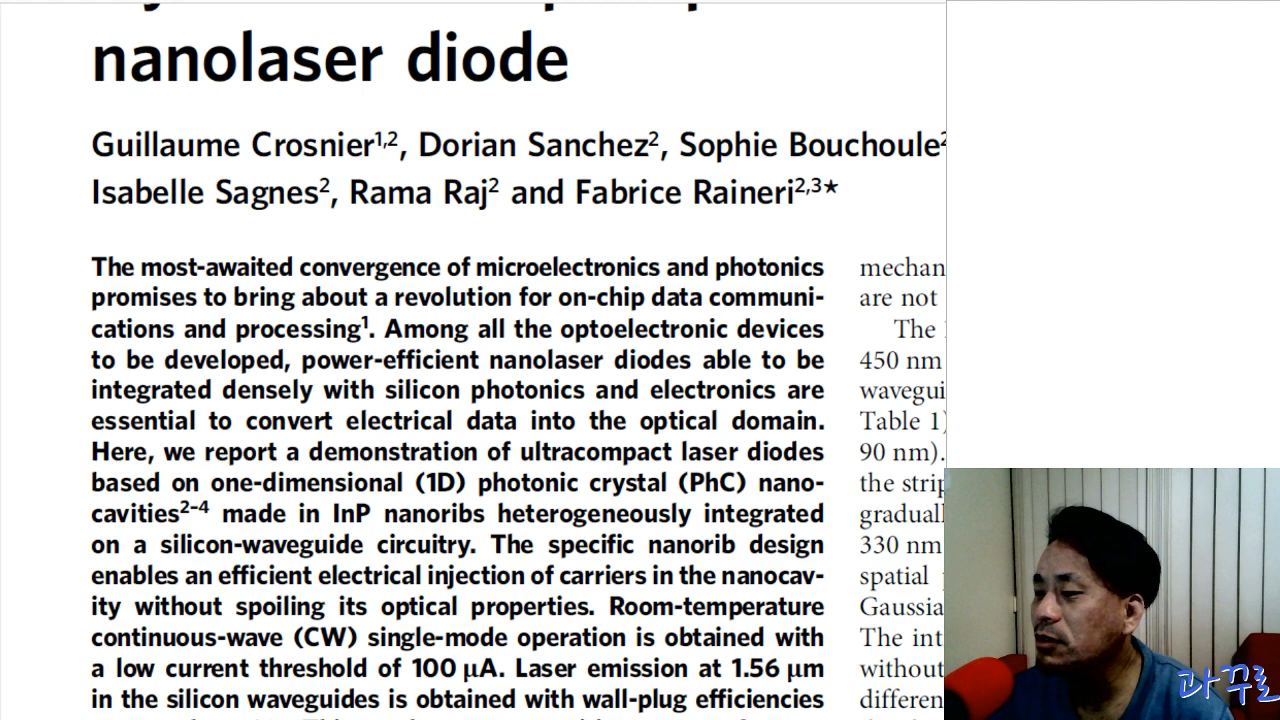 nanolaser diode
Guillaume Crosnier1,2, Dorian Sanchez2, Sophie Bouchoule2
Isabelle Sagnes2, Rama Raj2 and Fabrice Raineri2,3★
The most-awaited convergence of microelectronics and photonics
promises to bring about a revolution for on-chip data communi-
cations and processing1. Among all the optoelectronic devices
to be developed, power-efficient nanolaser diodes able to be
integrated densely with silicon photonics and electronics are
essential to convert electrical data into the optical domain.
Here, we report a demonstration of ultracompact laser diodes
based on one-dimensional (1D) photonic crystal (PhC) nano-
cavities2–4 made in InP nanoribs heterogeneously integrated
on a silicon-waveguide circuitry. The specific nanorib design
enables an efficient electrical injection of carriers in the nanocav-
ity without spoiling its optical properties. Room-temperature
continuous-wave (CW) single-mode operation is obtained with
a low current threshold of 100 µA. Laser emission at 1.56 µm
in the silicon waveguides is obtained with wall-plug efficiencies
mechan
are not
The
450 nm
wavegui
Table 1)
90 nm).
the strip
graduall
330 nm
spatial
Gaussia
The int
without
differen
과꾸로